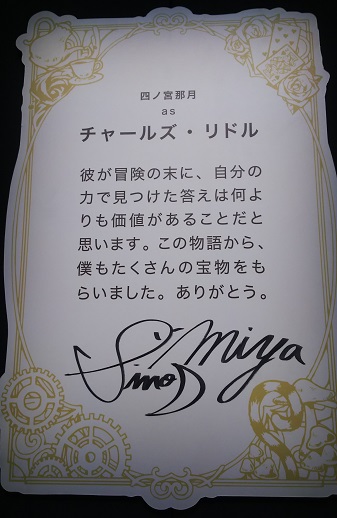 四ノ宮那月
as
チャールズ・リドル
彼が冒険の末に、自分の
力で見つけた答えは何よ
りも価値があることだと
思います。この物語から、
僕もたくさんの宝物をも
らいました。ありがとう。
SinoMiya